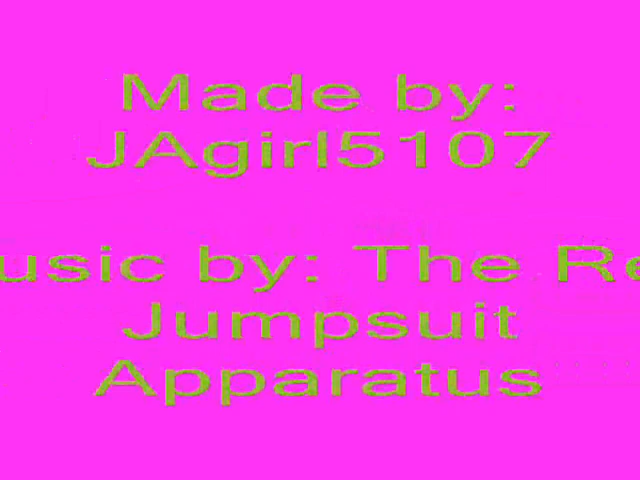 Made by:
JAgirl5107
usic by: The Re
Jumpsuit
Apparatus